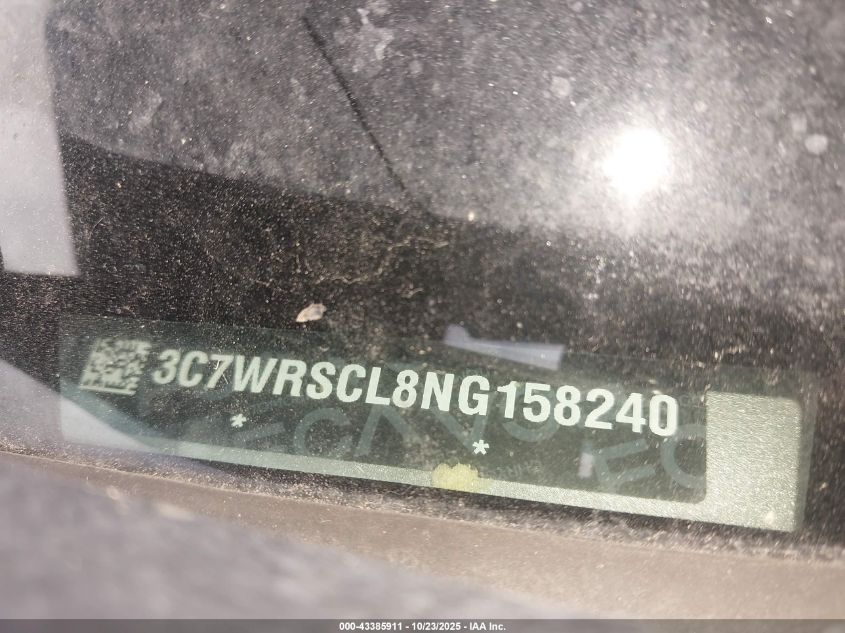 3C7WRSCL8NG158240
* *
000-43385911 - 10/23/2025 - IAA Inc.